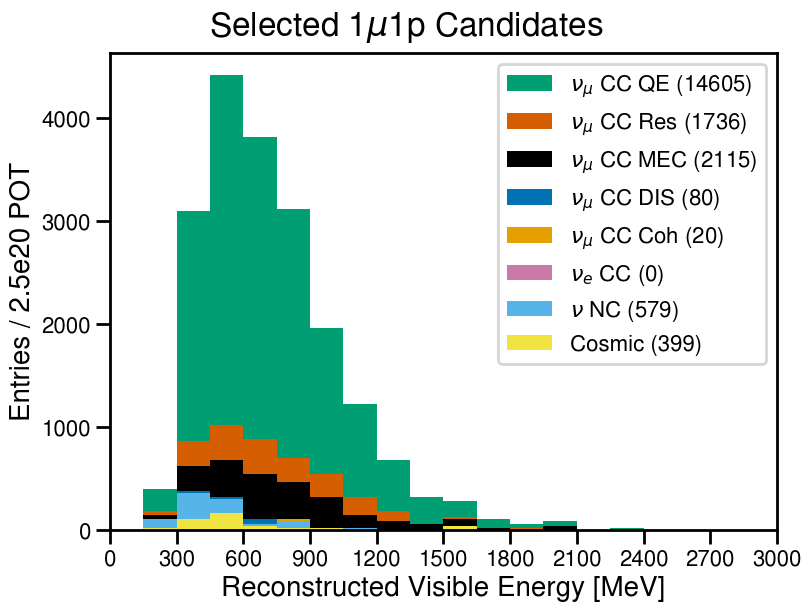 Selected 1μ1p Candidates
Entries / 2.5e20 POT
4000
3000
2000
1000
0
ν_μ CC QE (14605)
ν_μ CC Res (1736)
ν_μ CC MEC (2115)
ν_μ CC DIS (80)
ν_μ CC Coh (20)
ν_e CC (0)
ν NC (579)
Cosmic (399)
0 300 600 900 1200 1500 1800 2100 2400 2700 3000
Reconstructed Visible Energy [MeV]